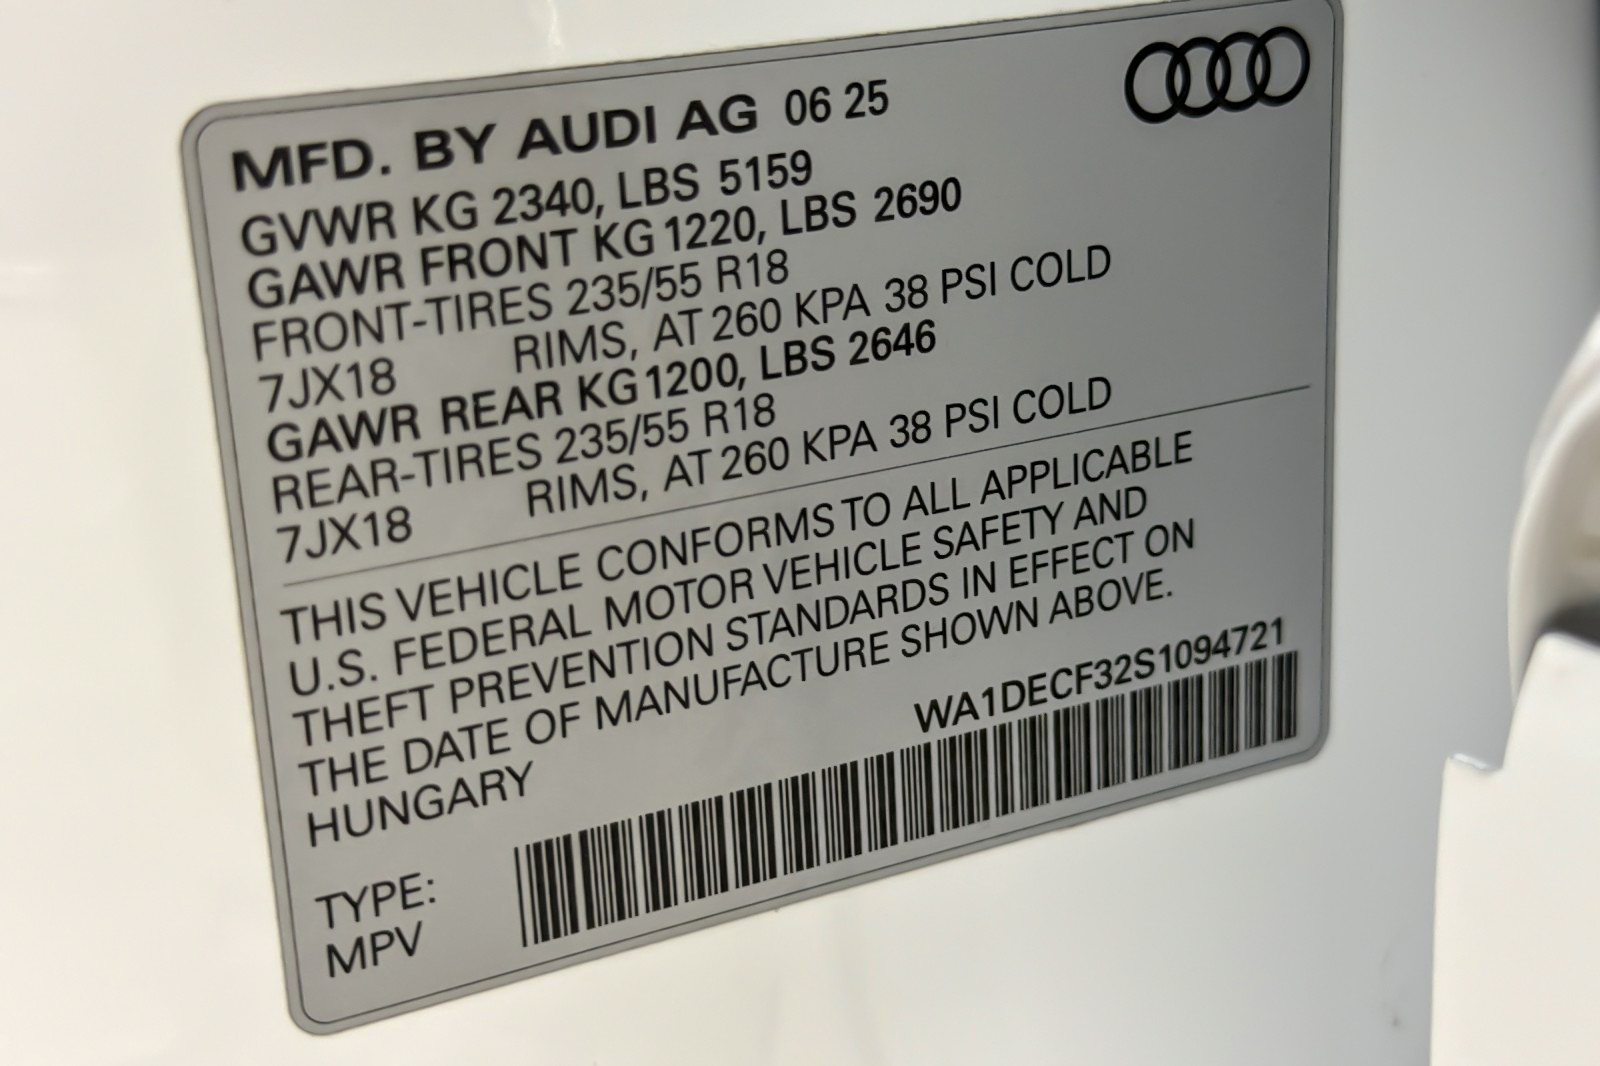 MFD. BY AUDI AG 06 25
GVWR KG 2340, LBS 5159
GAWR FRONT KG 1220, LBS 2690
FRONT-TIRES 235/55 R18
7JX18 RIMS, AT 260 KPA 38 PSI COLD
GAWR REAR KG 1200, LBS 2646
REAR-TIRES 235/55 R18
7JX18 RIMS, AT 260 KPA 38 PSI COLD
THIS VEHICLE CONFORMS TO ALL APPLICABLE
U.S. FEDERAL MOTOR VEHICLE SAFETY AND
THEFT PREVENTION STANDARDS IN EFFECT ON
THE DATE OF MANUFACTURE SHOWN ABOVE.
HUNGARY
WA1DECF32S1094721
TYPE:
MPV